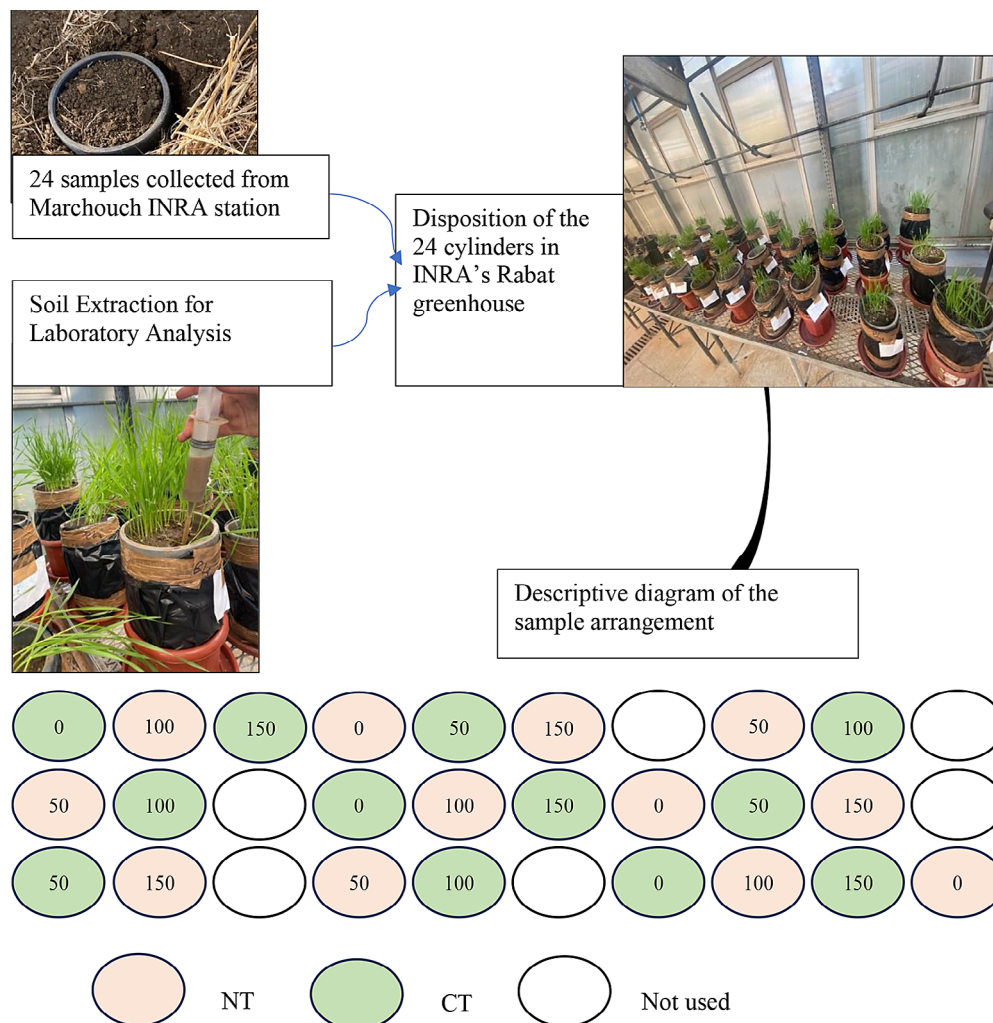 24 samples collected from
Marchouch INRA station
Disposition of the
24 cylinders in
INRA's Rabat
greenhouse
Soil Extraction for
Laboratory Analysis
Descriptive diagram of the
sample arrangement
0 100 150 0 50 150 50 100
50 100 0 100 150 0 50 150
50 150 50 100 0 100 150 0
NT CT Not used